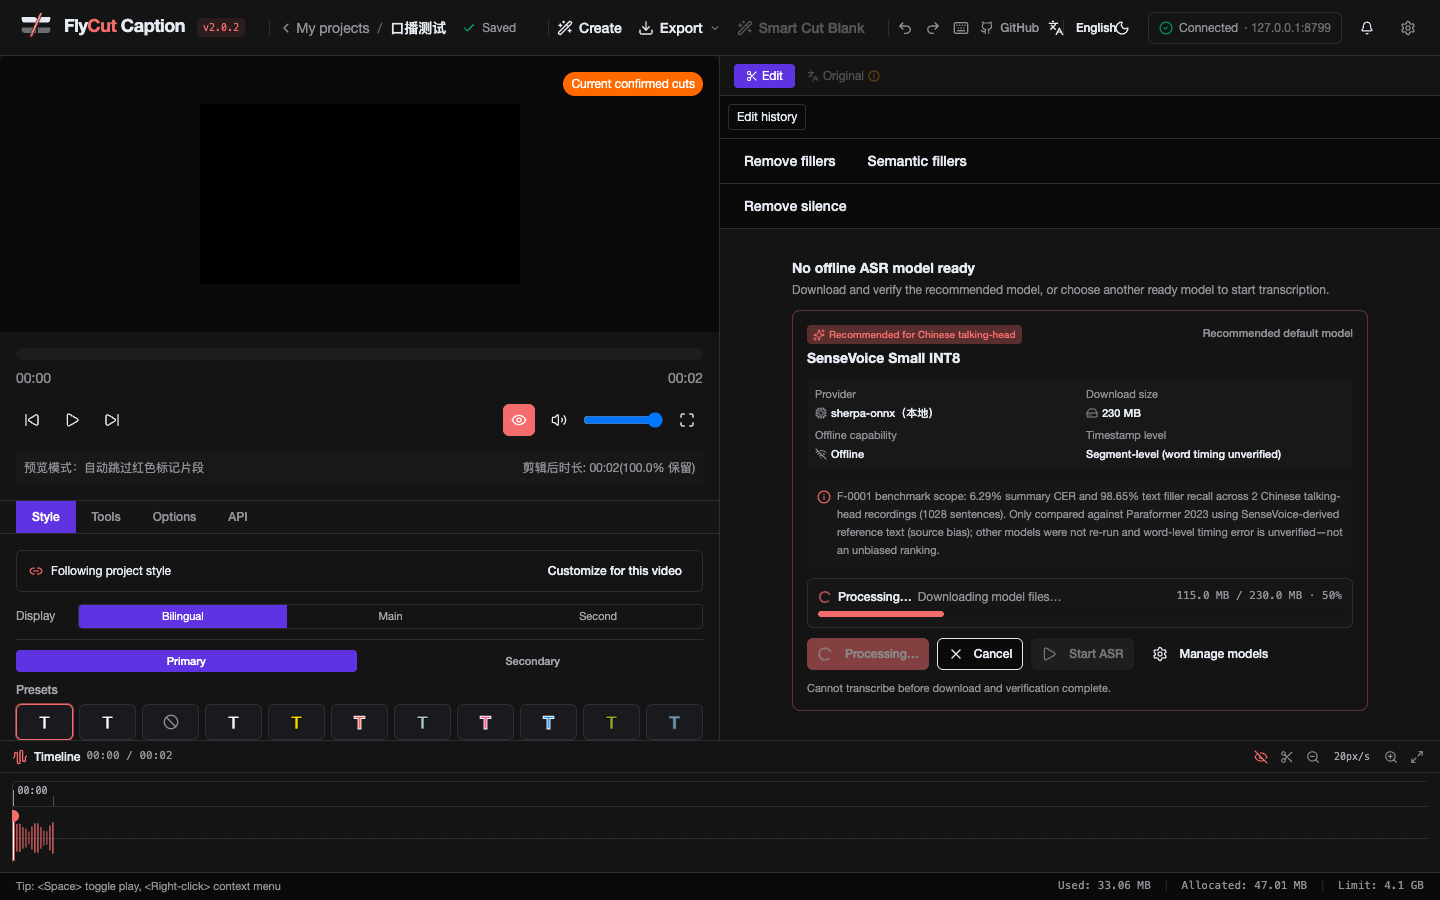 FlyCut Caption v2.0.2
My projects / 口播测试
Saved
Create
Export
Smart Cut Blank
GitHub
English
Connected · 127.0.0.1:8799
Current confirmed cuts
00:00
00:02
预览模式：自动跳过红色标记片段
剪辑后时长: 00:02(100.0% 保留)
Style Tools Options API
Following project style
Customize for this video
Display
Bilingual Main Second
Primary Secondary
Presets
T T T T T T T T T T
Edit Original
Edit history
Remove fillers Semantic fillers
Remove silence
No offline ASR model ready
Download and verify the recommended model, or choose another ready model to start transcription.
Recommended for Chinese talking-head
Recommended default model
SenseVoice Small INT8
Provider
sherpa-onnx（本地）
Download size
230 MB
Offline capability
Offline
Timestamp level
Segment-level (word timing unverified)
F-0001 benchmark scope: 6.29% summary CER and 98.65% text filler recall across 2 Chinese talking-
head recordings (1028 sentences). Only compared against Paraformer 2023 using SenseVoice-derived
reference text (source bias); other models were not re-run and word-level timing error is unverified—not
an unbiased ranking.
Processing... Downloading model files...
115.0 MB / 230.0 MB · 50%
Processing...
Cancel
Start ASR
Manage models
Cannot transcribe before download and verification complete.
Timeline 00:00 / 00:02
20px/s
00:00
Tip: <Space> toggle play, <Right-click> context menu
Used: 33.06 MB | Allocated: 47.01 MB | Limit: 4.1 GB